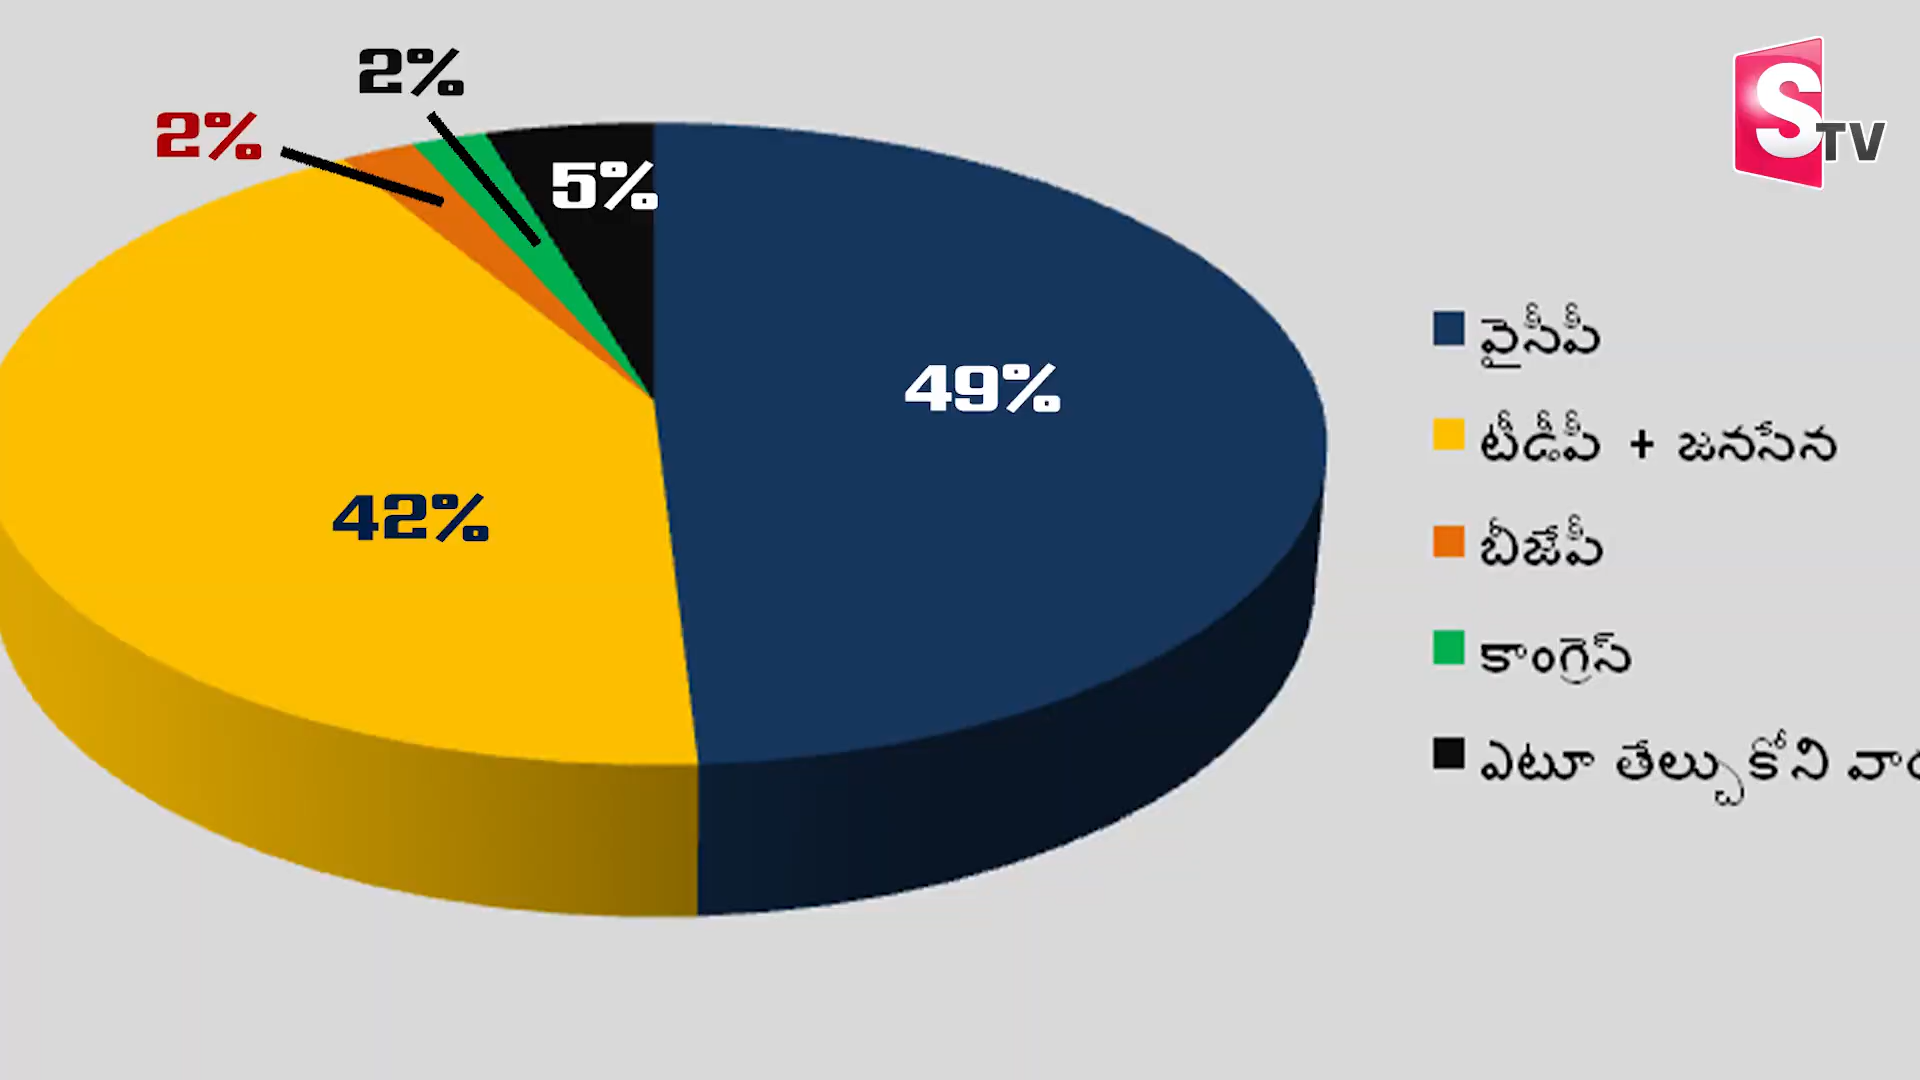 2%
2%
5%
49%
42%
STV
వైసీపీ
టీడీపీ + జనసేన
బీజేపీ
కాంగ్రెస్
ఎటూ తేల్చుకోని